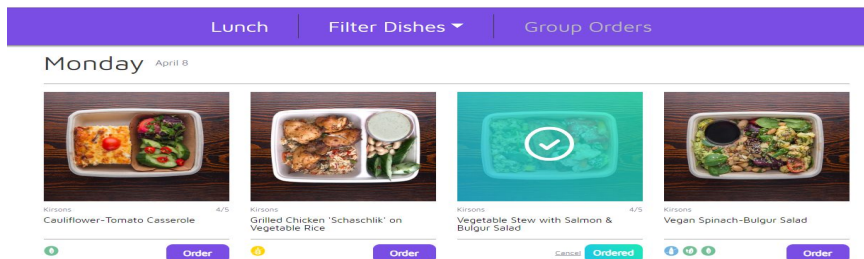 Lunch Filter Dishes Group Orders
Monday April 8
Kirsons 4/5
Cauliflower-Tomato Casserole
Order
Kirsons
Grilled Chicken 'Schaschlik' on
Vegetable Rice
Order
Kirsons 4/5
Vegetable Stew with Salmon &
Bulgur Salad
Cancel Ordered
Kirsons
Vegan Spinach-Bulgur Salad
Order